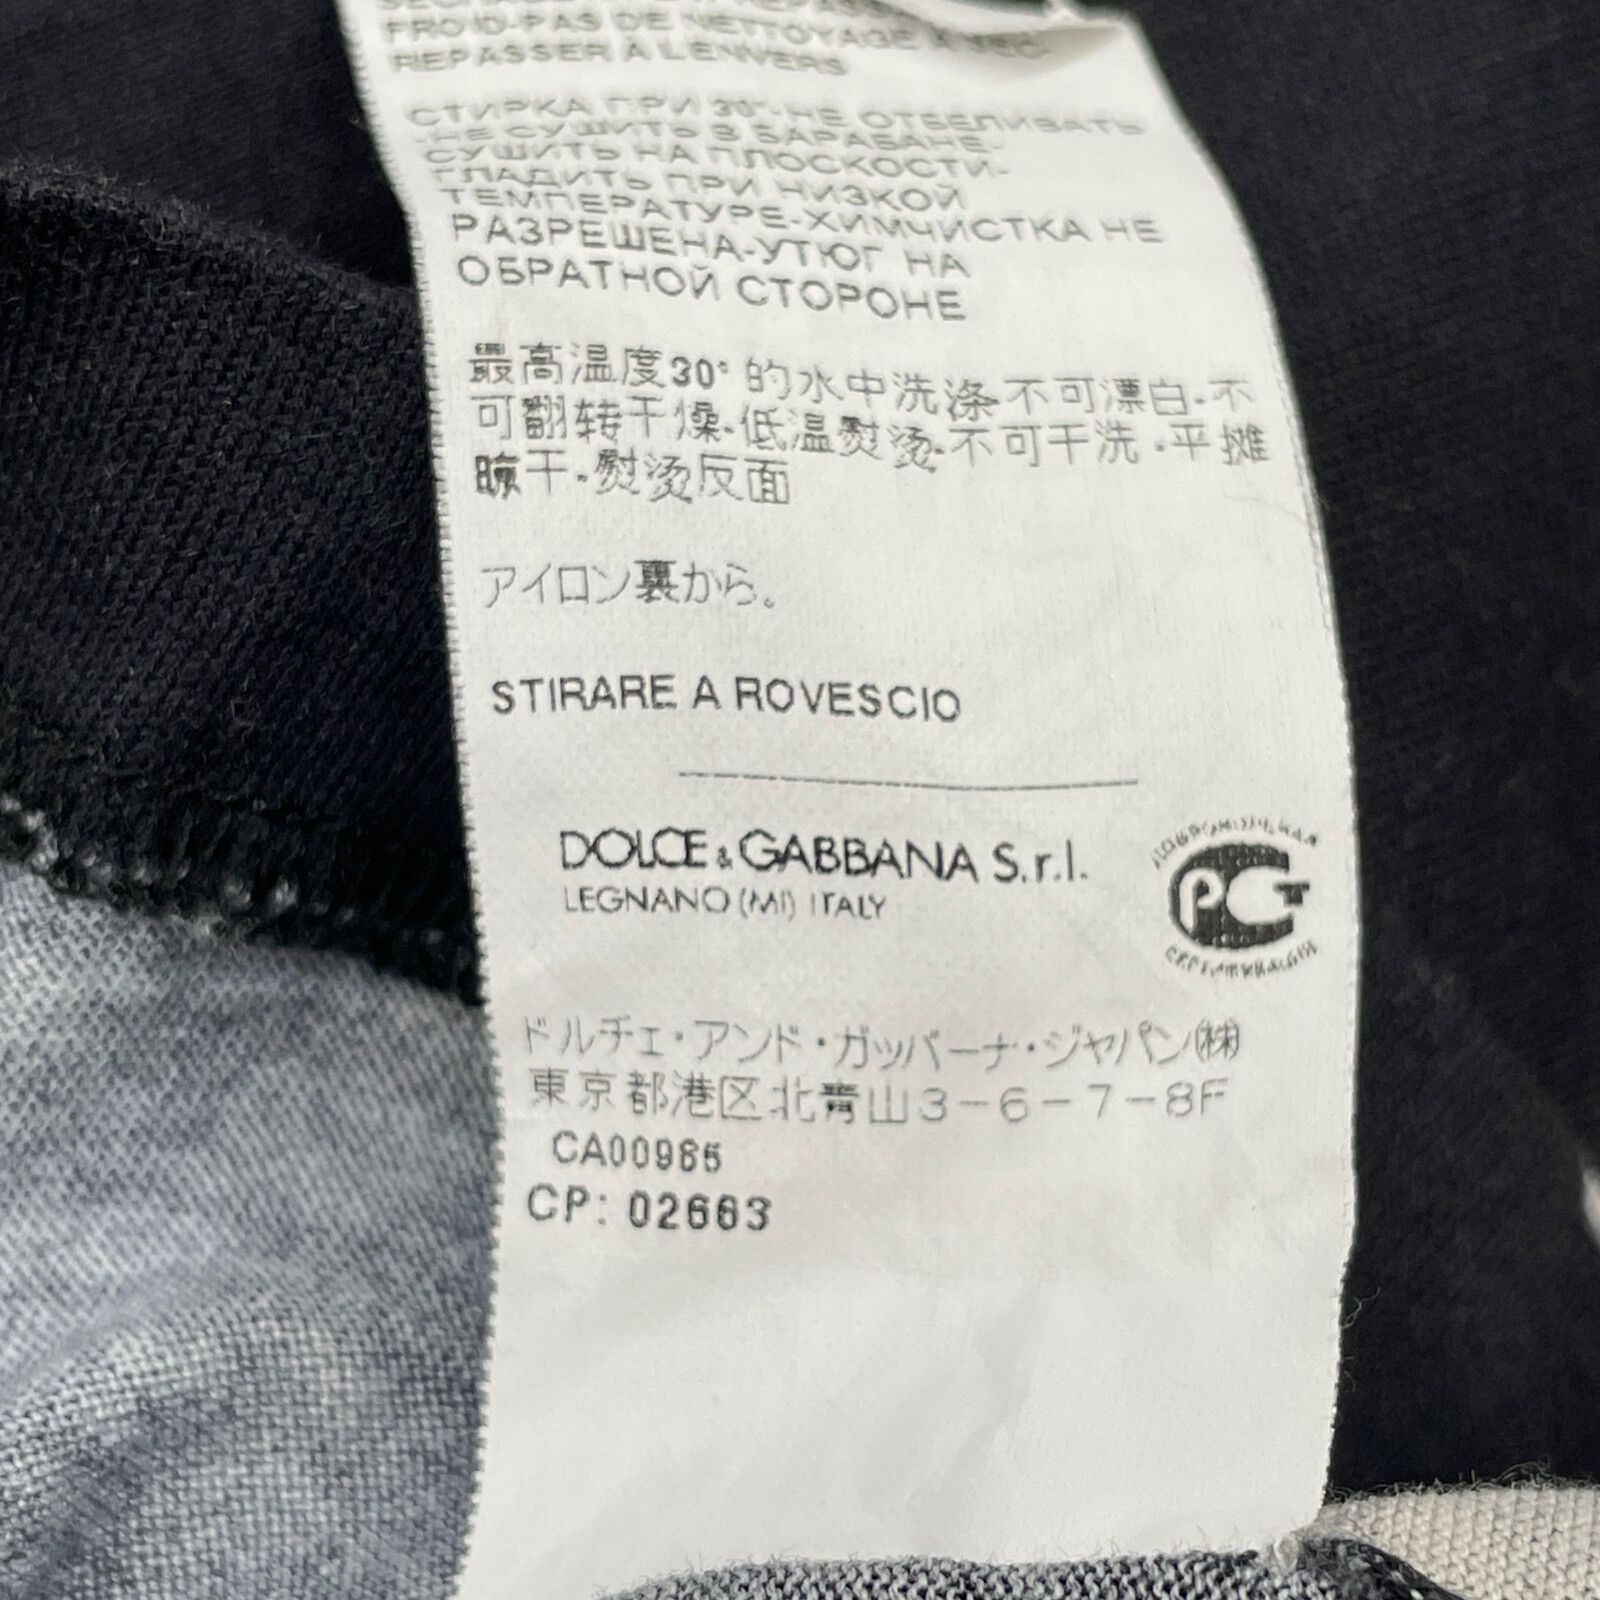 FROID-PAS DE NETTOYAGE A SEC
REPASSER À L'ENVERS
СТИРКА ПРИ 30°-НЕ ОТБЕЛИВАТЬ
-НЕ СУШИТЬ В БАРАБАНЕ-
СУШИТЬ НА ПЛОСКОСТИ-
ГЛАДИТЬ ПРИ НИЗКОЙ
ТЕМПЕРАТУРЕ-ХИМЧИСТКА НЕ
РАЗРЕШЕНА-УТЮГ НА
ОБРАТНОЙ СТОРОНЕ
最高温度30°的水中洗涤·不可漂白·不
可翻转干燥·低温熨烫·不可干洗·平摊
晾干·熨烫反面
アイロン裏から。
STIRARE A ROVESCIO
DOLCE & GABBANA S.r.l.
LEGNANO (MI) ITALY
ДОБРОВОЛЬНАЯ
РСТ
СЕРТИФИКАЦИЯ
ドルチェ・アンド・ガッバーナ・ジャパン(株)
東京都港区北青山3-6-7-8F
CA00985
CP: 02663